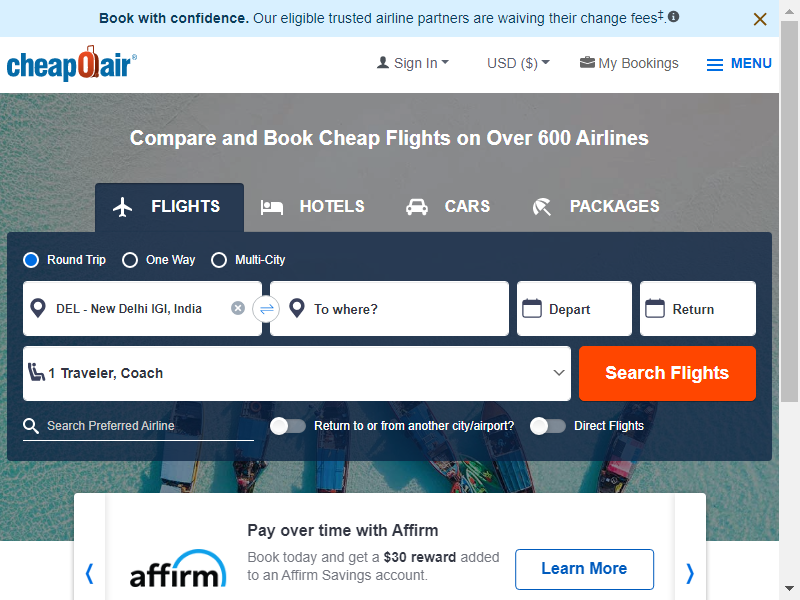 Book with confidence. Our eligible trusted airline partners are waiving their change fees‡.
cheapOair®
Sign In
USD ($)
My Bookings
MENU
Compare and Book Cheap Flights on Over 600 Airlines
FLIGHTS
HOTELS
CARS
PACKAGES
Round Trip
One Way
Multi-City
DEL - New Delhi IGI, India
To where?
Depart
Return
1 Traveler, Coach
Search Flights
Search Preferred Airline
Return to or from another city/airport?
Direct Flights
Pay over time with Affirm
Book today and get a $30 reward added
to an Affirm Savings account.
affirm
Learn More